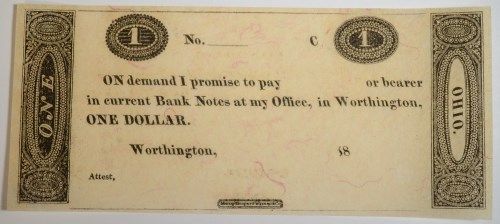 1 No. C 1
ONE
ON demand I promise to pay or bearer
in current Bank Notes at my Office, in Worthington,
ONE DOLLAR.
Worthington, 18
Attest,
OHIO.